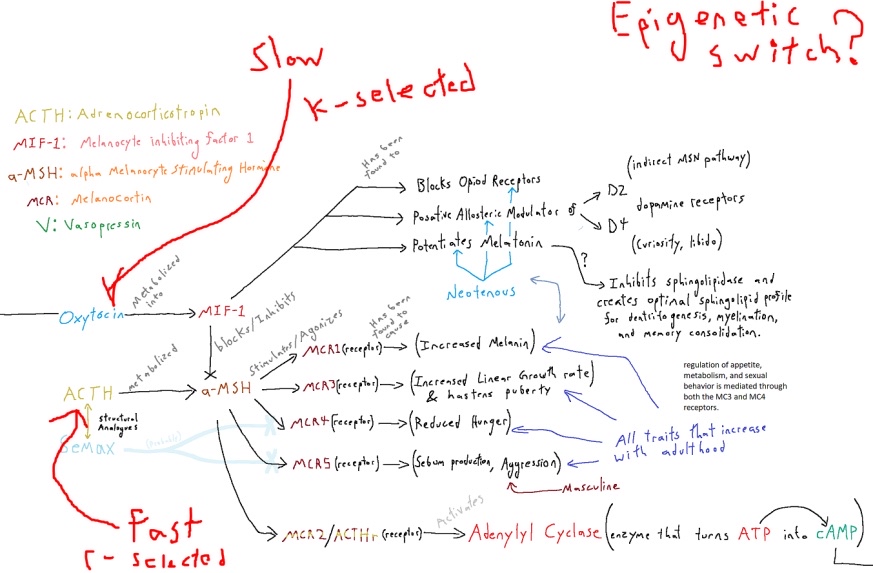 Epigenetic
switch?
Slow
K-selected
ACTH: Adrenocorticotropin
MIF-1: Melanocyte inhibiting factor 1
α-MSH: alpha Melanocyte Stimulating Hormone
MCR: Melanocortin
V: Vasopressin
Has been
found to
Blocks Opiod Receptors
Posative Allosteric Modulator of
Potentiates Melatonin
(indirect MSN pathway)
D2
dopamine receptors
D4
(curiosity, libido)
?
Inhibits sphingolipidase and
creates optimal sphingolipid profile
for dentritogenesis, myelination,
and memory consolidation.
Neotenous
Oxytocin
Metabolized
into
MIF-1
blocks/Inhibits
Stimulates/Agonizes
Has been
found to
cause
MCR1 (receptor)
(Increased Melanin)
ACTH
metabolized
α-MSH
MCR3 (receptor)
(Increased Linear Growth rate
& hastens puberty)
structural
Analogues
Semax
(Probably)
MCR4 (receptor)
(Reduced Hunger)
MCR5 (receptor)
(Sebum production, Aggression)
Masculine
regulation of appetite,
metabolism, and sexual
behavior is mediated through
both the MC3 and MC4
receptors.
All traits that increase
with adulthood
Fast
r-selected
MCR2/ACTHr (receptor)
Activates
Adenylyl Cyclase (enzyme that turns ATP into cAMP)